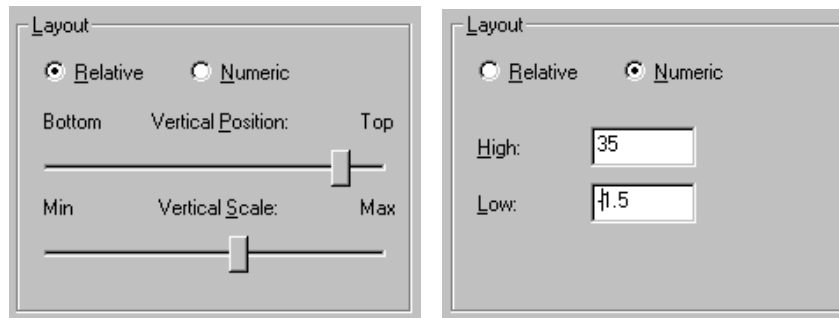 Layout
Relative Numeric
Bottom Vertical Position: Top
Min Vertical Scale: Max
Layout
Relative Numeric
High: 35
Low: -1.5